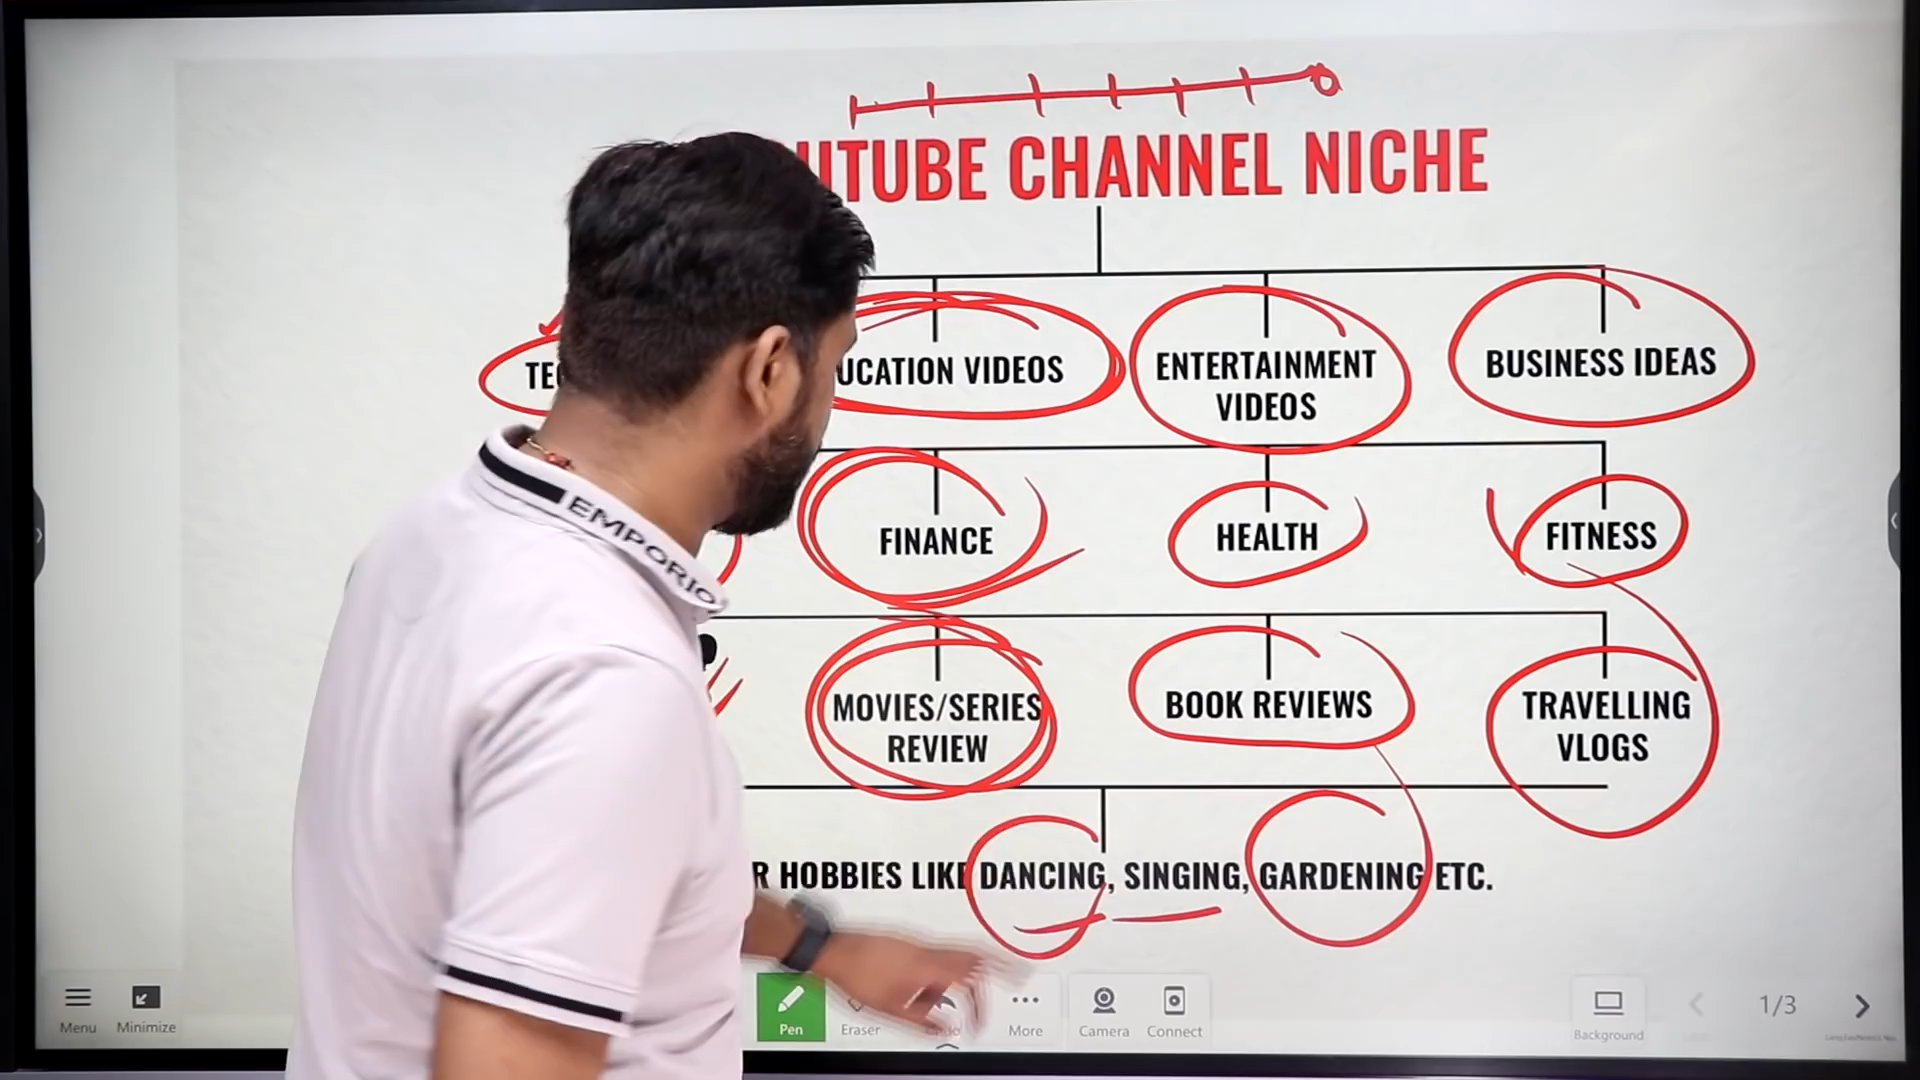 UTUBE CHANNEL NICHE
UCATION VIDEOS
ENTERTAINMENT
VIDEOS
BUSINESS IDEAS
FINANCE
HEALTH
FITNESS
MOVIES/SERIES
REVIEW
BOOK REVIEWS
TRAVELLING
VLOGS
R HOBBIES LIKE DANCING, SINGING, GARDENING ETC.
EMPORIO
Menu
Minimize
Pen
Eraser
More
Camera
Connect
Background
1/3